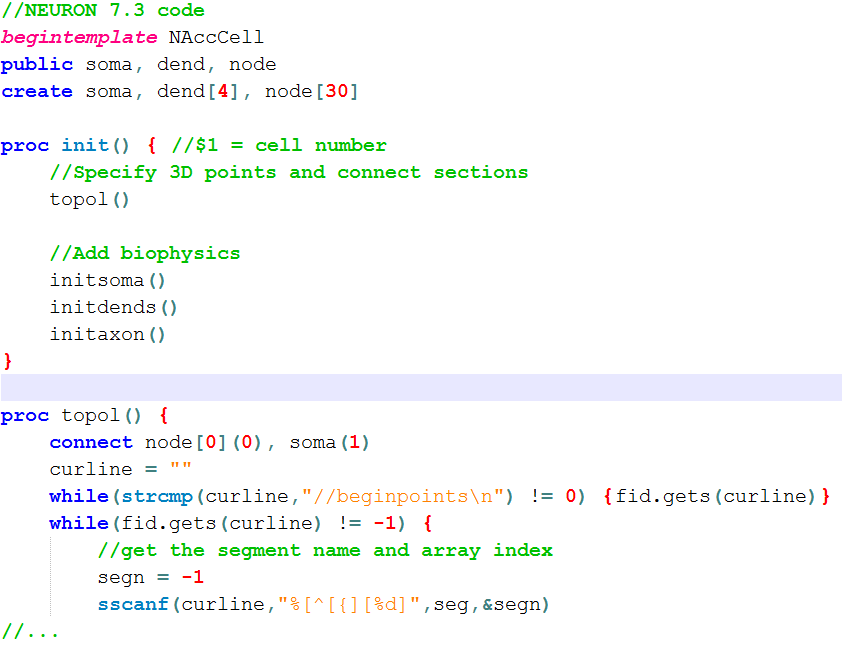 //NEURON 7.3 code
begintemplate NAccCell
public soma, dend, node
create soma, dend[4], node[30]
proc init() { //$1 = cell number
//Specify 3D points and connect sections
topol()
//Add biophysics
initsoma()
initdends()
initaxon()
}
proc topol() {
connect node[0](0), soma(1)
curline = ""
while(strcmp(curline,"//beginpoints\n") != 0) {fid.gets(curline)}
while(fid.gets(curline) != -1) {
//get the segment name and array index
segn = -1
sscanf(curline,"%[^[{][%d]",seg,&segn)
//...